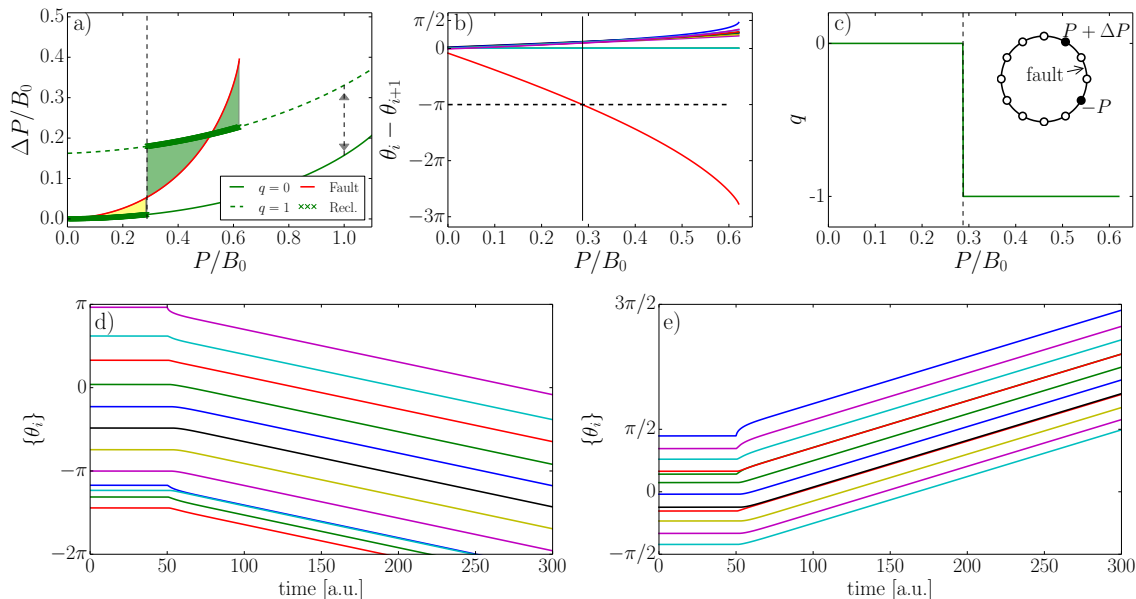 a)
0.5
0.4
0.3
0.2
0.1
0.0
ΔP/B₀
q = 0
Fault
q = 1
Recl.
0.0 0.2 0.4 0.6 0.8 1.0
P/B₀
b)
π/2
0
−π
−2π
−3π
θᵢ − θᵢ₊₁
0.0 0.1 0.2 0.3 0.4 0.5 0.6
P/B₀
c)
0
-1
q
P + ΔP
fault
−P
0.0 0.1 0.2 0.3 0.4 0.5 0.6
P/B₀
d)
π
0
−π
−2π
{θᵢ}
0 50 100 150 200 250 300
time [a.u.]
e)
3π/2
π/2
0
−π/2
{θᵢ}
0 50 100 150 200 250 300
time [a.u.]